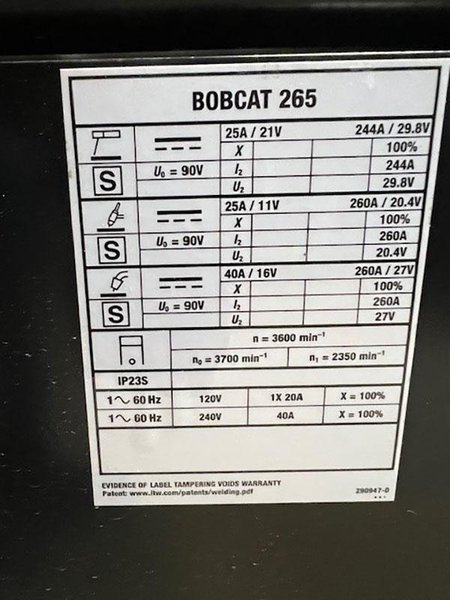 BOBCAT 265
25A / 21V 244A / 29.8V
X 100%
S U₀ = 90V I₂ 244A
U₂ 29.8V
25A / 11V 260A / 20.4V
X 100%
S U₀ = 90V I₂ 260A
U₂ 20.4V
40A / 16V 260A / 27V
X 100%
S U₀ = 90V I₂ 260A
U₂ 27V
n = 3600 min⁻¹
n₀ = 3700 min⁻¹ n₁ = 2350 min⁻¹
IP23S
1∿ 60 Hz 120V 1X 20A X = 100%
1∿ 60 Hz 240V 40A X = 100%
EVIDENCE OF LABEL TAMPERING VOIDS WARRANTY
Patent: www.itw.com/patents/welding.pdf 290947-D